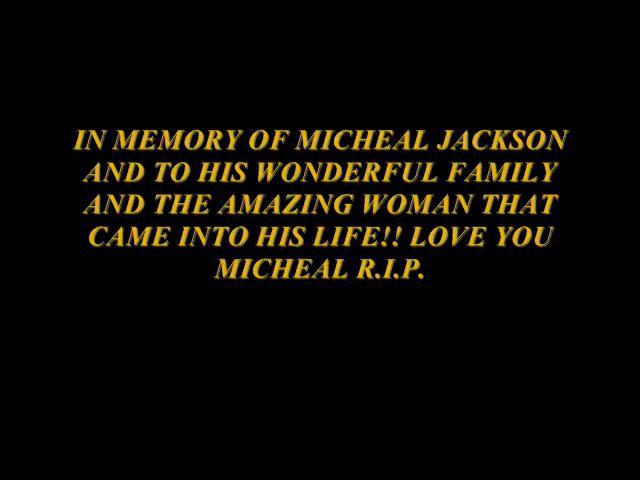 IN MEMORY OF MICHEAL JACKSON
AND TO HIS WONDERFUL FAMILY
AND THE AMAZING WOMAN THAT
CAME INTO HIS LIFE!! LOVE YOU
MICHEAL R.I.P.